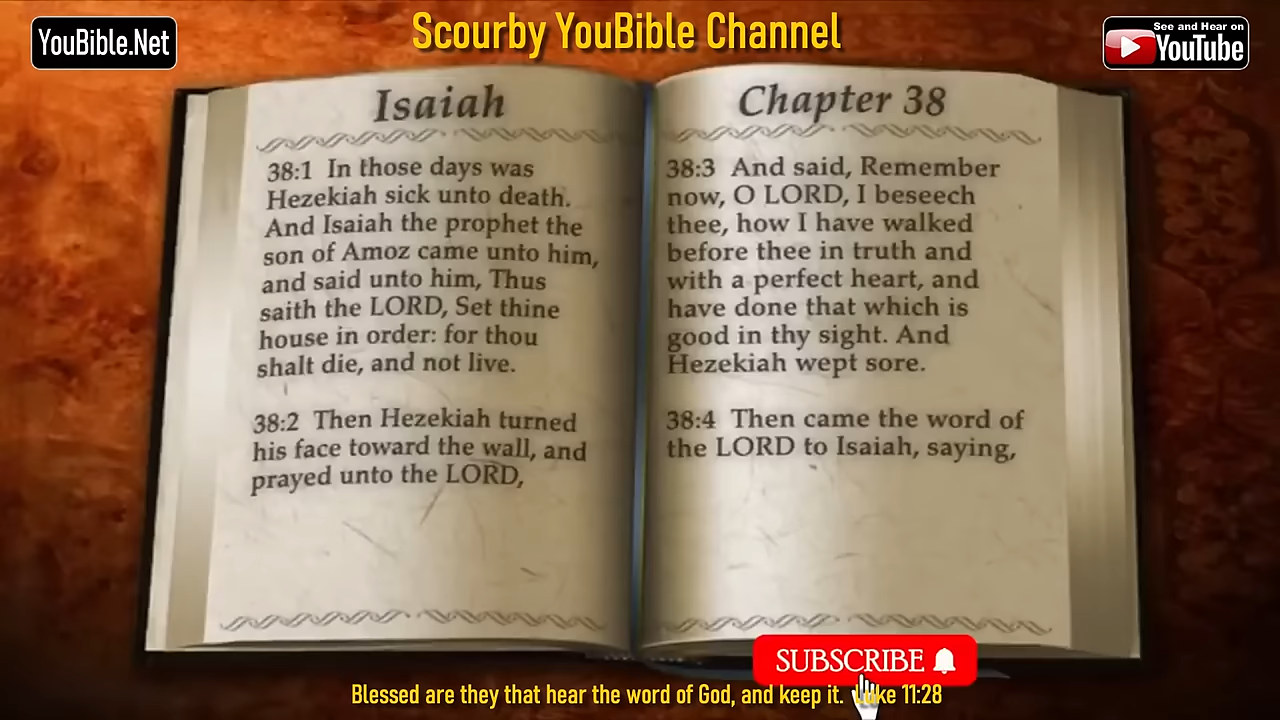 YouBible.Net
Scourby YouBible Channel
See and Hear on
YouTube
Isaiah
38:1 In those days was
Hezekiah sick unto death.
And Isaiah the prophet the
son of Amoz came unto him,
and said unto him, Thus
saith the LORD, Set thine
house in order: for thou
shalt die, and not live.
38:2 Then Hezekiah turned
his face toward the wall, and
prayed unto the LORD,
Chapter 38
38:3 And said, Remember
now, O LORD, I beseech
thee, how I have walked
before thee in truth and
with a perfect heart, and
have done that which is
good in thy sight. And
Hezekiah wept sore.
38:4 Then came the word of
the LORD to Isaiah, saying,
SUBSCRIBE
Blessed are they that hear the word of God, and keep it. Luke 11:28